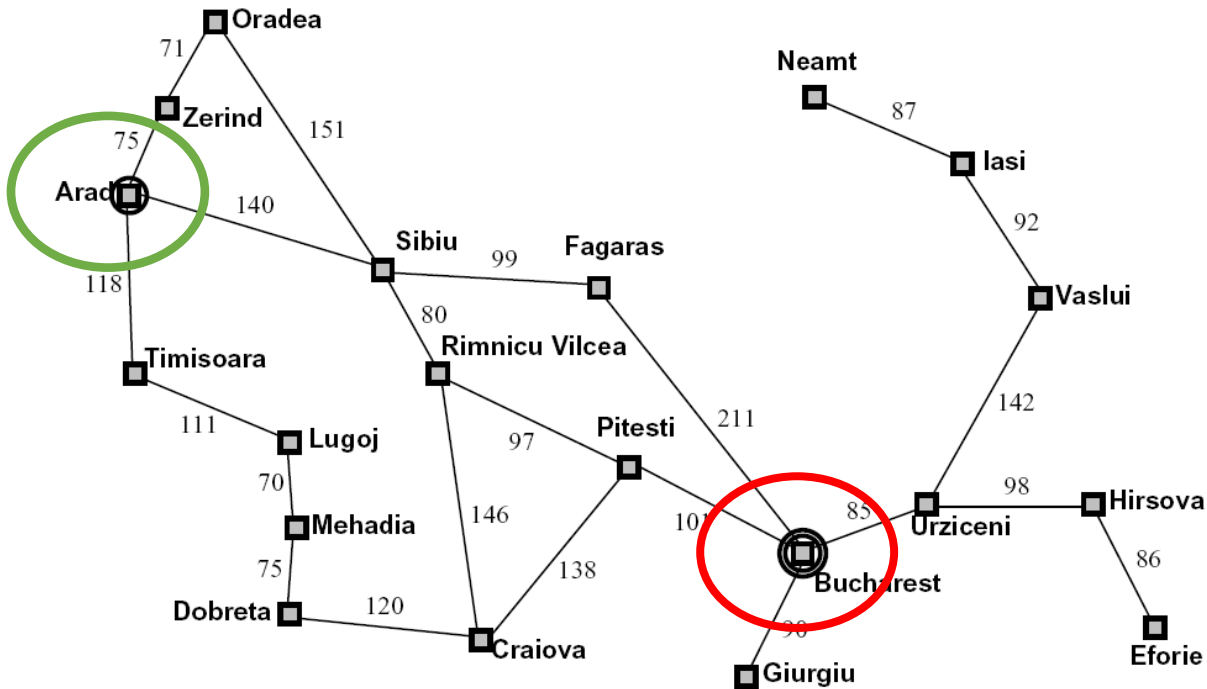 Oradea
71
Neamt
Zerind
87
75
151
Iasi
Arad
140
92
Sibiu
Fagaras
99
118
Vaslui
80
Rimnicu Vilcea
Timisoara
142
111
211
Pitesti
Lugoj
97
70
98
Hirsova
146
101
85
Urziceni
Mehadia
75
138
86
Bucharest
Dobreta
120
90
Craiova
Eforie
Giurgiu